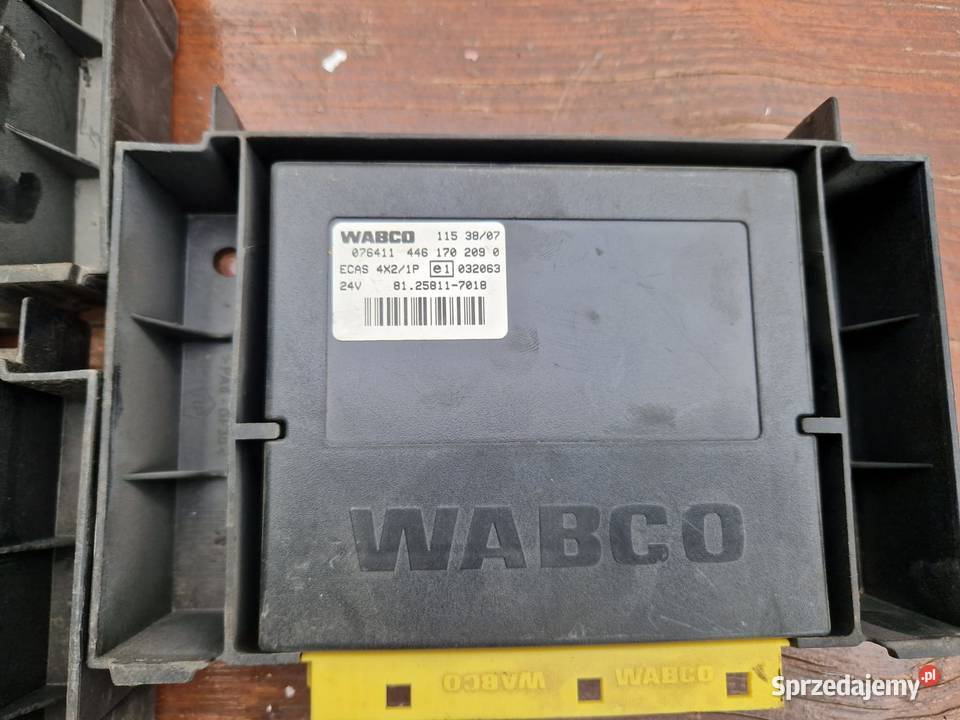 WABCO 115 38/07
076411 446 170 209 0
ECAS 4X2/1P e1 032063
24V 81.25811-7018
WABCO
WABCO WABCO
Sprzedajemy.pl